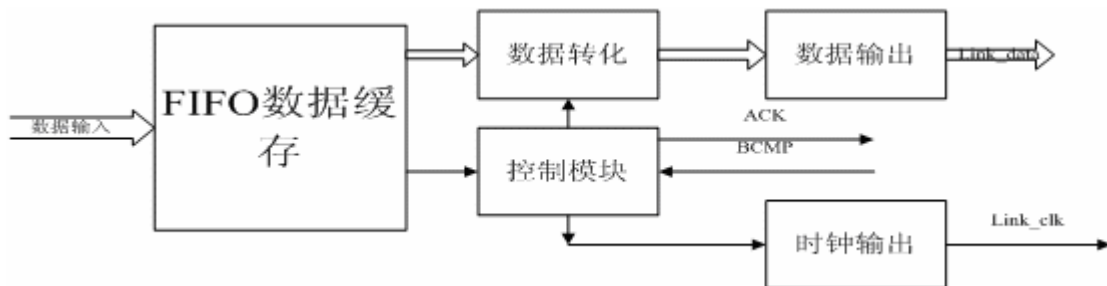 数据转化
数据输出
Link_data
FIFO数据缓
存
数据输入
ACK
BCMP
控制模块
时钟输出
Link_clk